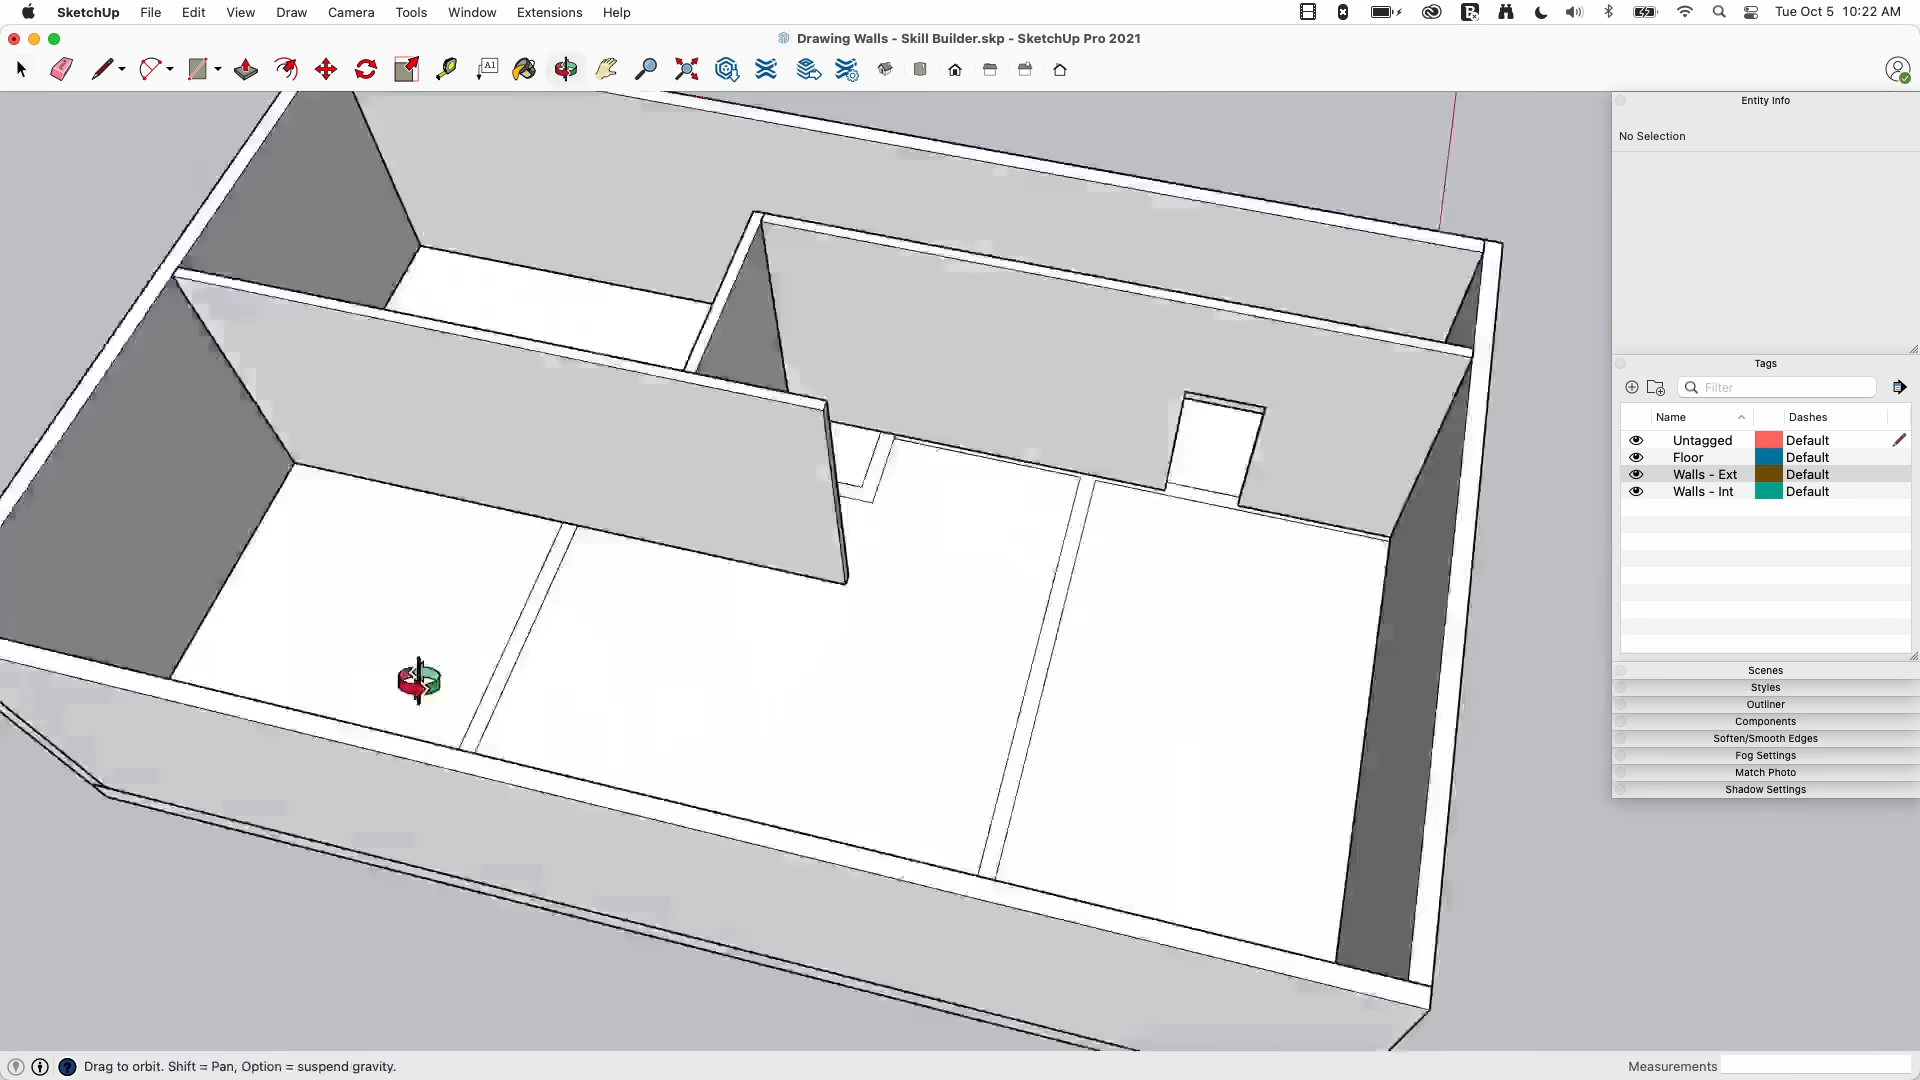 SketchUp File Edit View Draw Camera Tools Window Extensions Help Tue Oct 5 10:22 AM
Drawing Walls - Skill Builder.skp - SketchUp Pro 2021
A1
Entity Info
No Selection
Tags
Filter
Name Dashes
Untagged Default
Floor Default
Walls - Ext Default
Walls - Int Default
Scenes
Styles
Outliner
Components
Soften/Smooth Edges
Fog Settings
Match Photo
Shadow Settings
Drag to orbit. Shift = Pan, Option = suspend gravity. Measurements